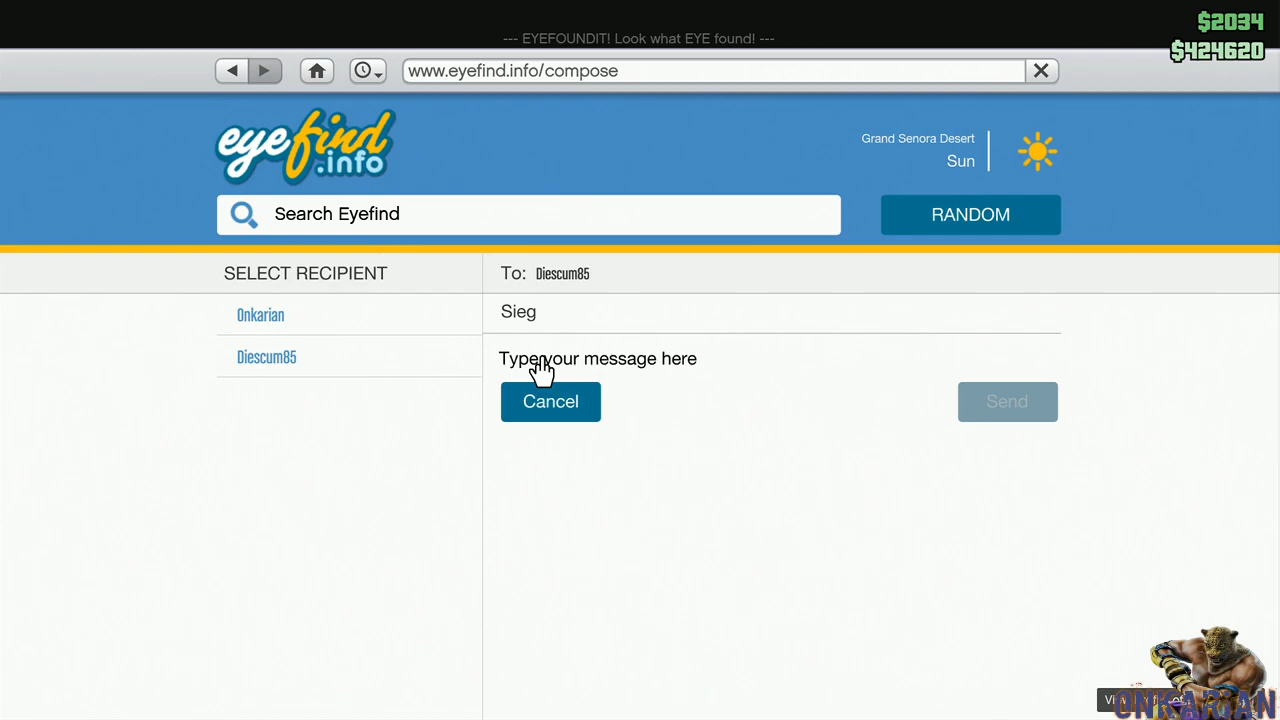 $2034
--- EYEFOUNDIT! Look what EYE found! ---
$424620
www.eyefind.info/compose
eyefind
.info
Grand Senora Desert
Sun
Search Eyefind
RANDOM
SELECT RECIPIENT
To: Diescum85
Onkarian
Sieg
Diescum85
Type your message here
Cancel
Send
ONKARIAN